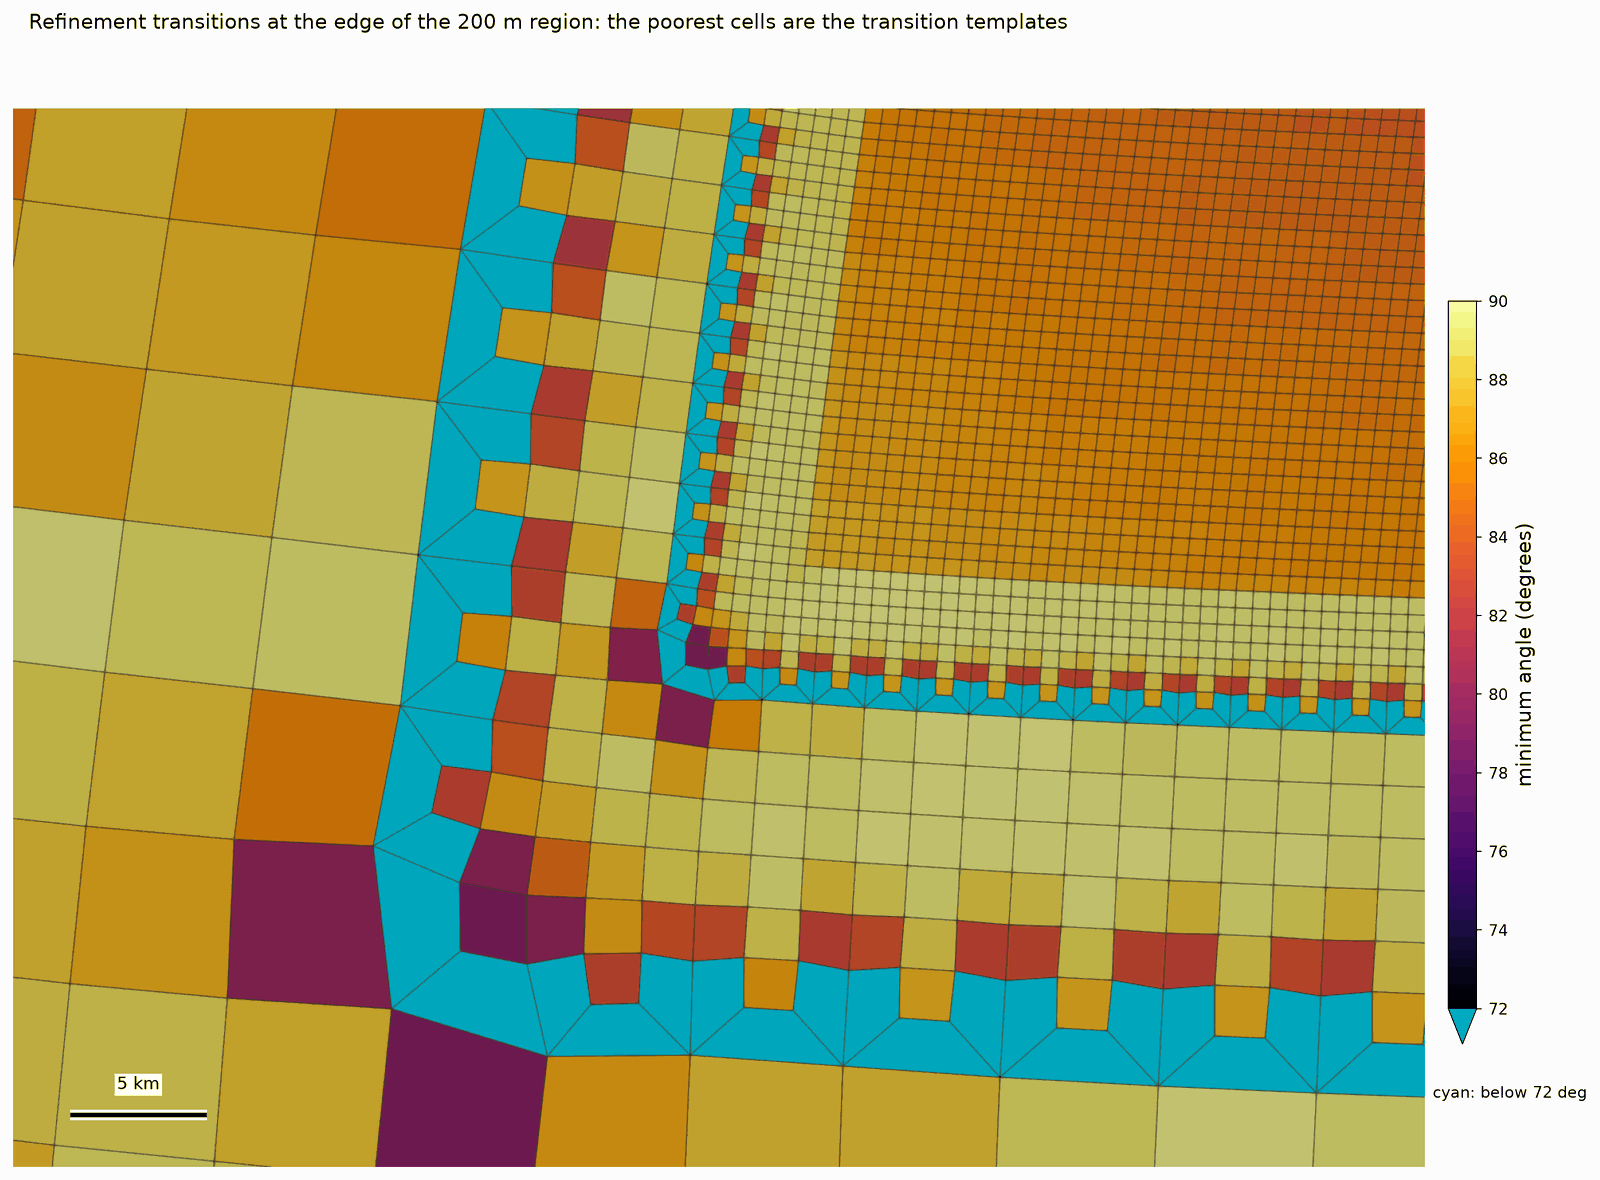 Refinement transitions at the edge of the 200 m region: the poorest cells are the transition templates
90
88
86
84
82
80
78
76
74
72
minimum angle (degrees)
5 km
cyan: below 72 deg